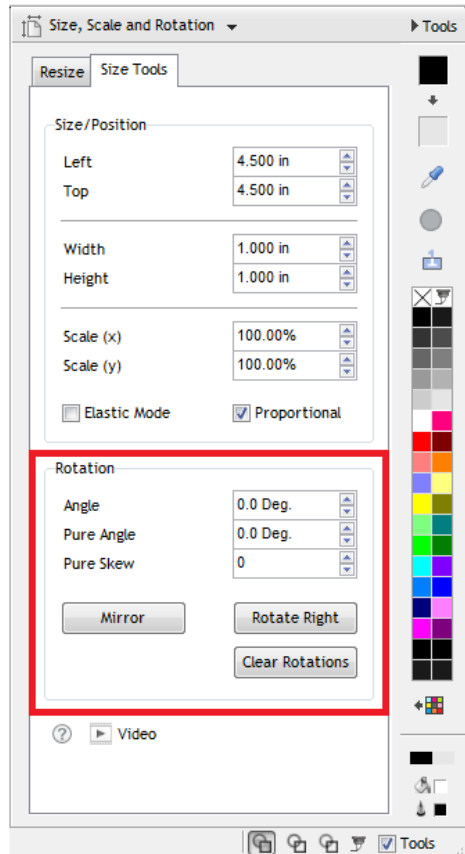 Size, Scale and Rotation
Tools
Resize
Size Tools
Size/Position
Left 4.500 in
Top 4.500 in
Width 1.000 in
Height 1.000 in
Scale (x) 100.00%
Scale (y) 100.00%
Elastic Mode Proportional
Rotation
Angle 0.0 Deg.
Pure Angle 0.0 Deg.
Pure Skew 0
Mirror Rotate Right
Clear Rotations
? Video
Tools